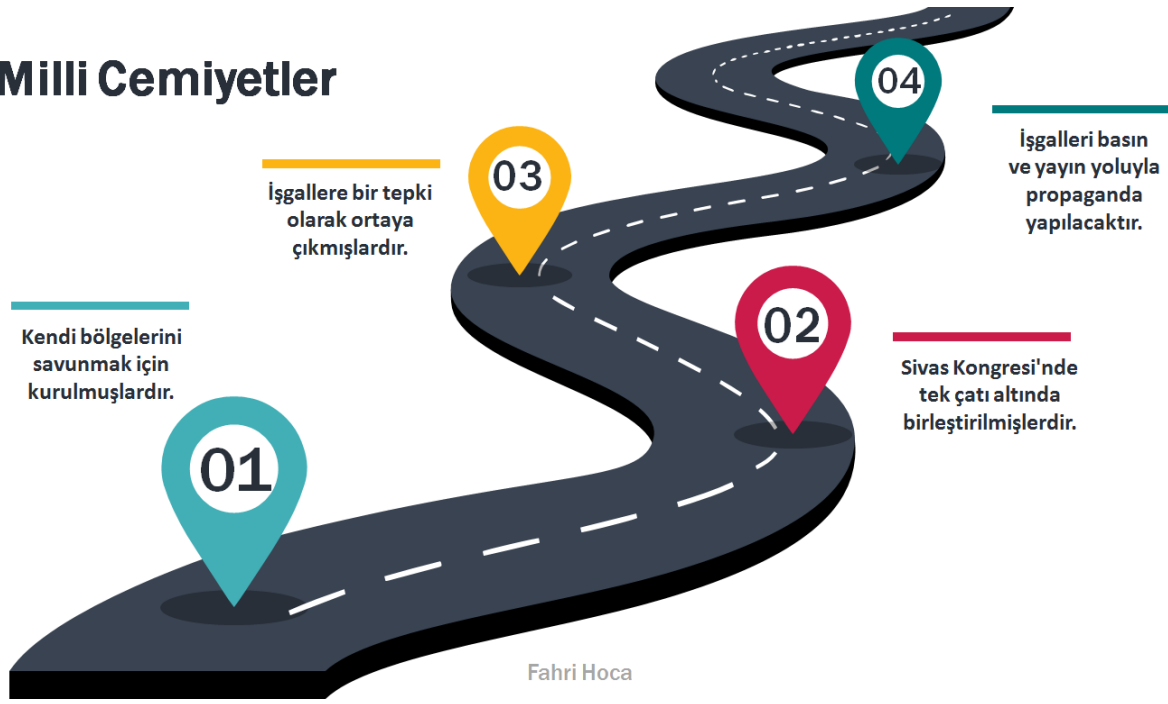 Milli Cemiyetler
01
Kendi bölgelerini
savunmak için
kurulmuşlardır.
02
Sivas Kongresi'nde
tek çatı altında
birleştirilmişlerdir.
03
İşgallere bir tepki
olarak ortaya
çıkmışlardır.
04
İşgalleri basın
ve yayın yoluyla
propaganda
yapılacaktır.
Fahri Hoca